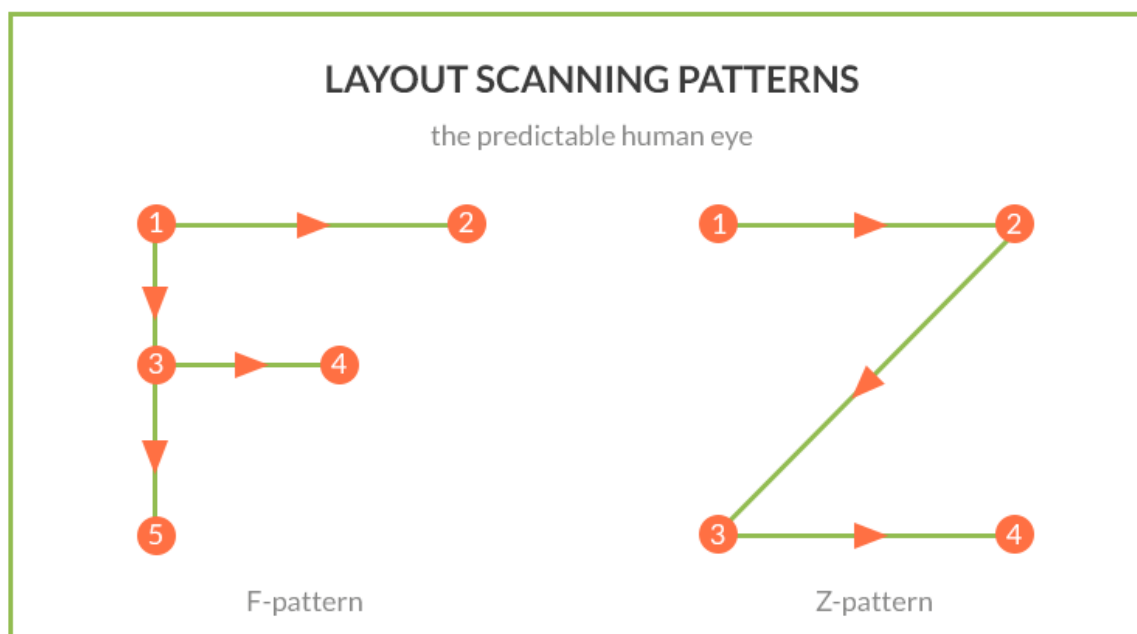 LAYOUT SCANNING PATTERNS
the predictable human eye
1 2
3 4
5
F-pattern
1 2
3 4
Z-pattern